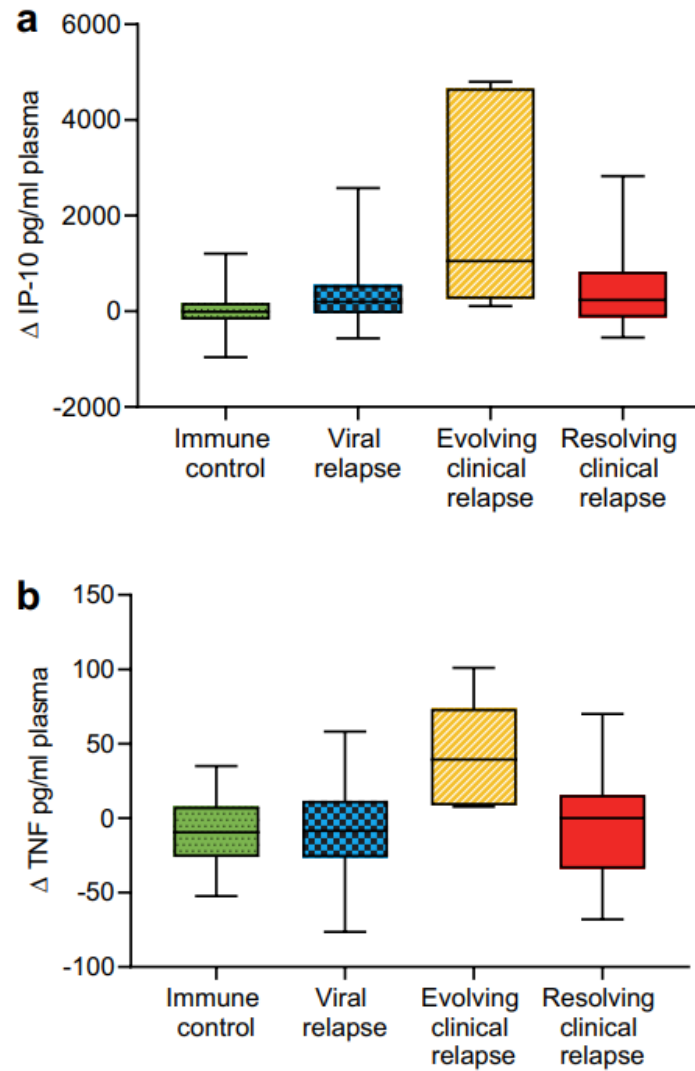 a
Δ IP-10 pg/ml plasma
6000
4000
2000
0
-2000
Immune
control
Viral
relapse
Evolving
clinical
relapse
Resolving
clinical
relapse
b
Δ TNF pg/ml plasma
150
100
50
0
-50
-100
Immune
control
Viral
relapse
Evolving
clinical
relapse
Resolving
clinical
relapse